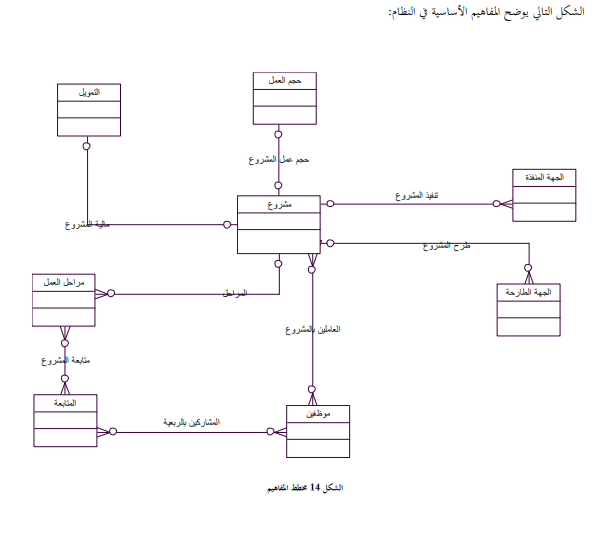 الشكل التالي يوضح المفاهيم الأساسية في النظام:
حجم العمل
التمويل
حجم عمل المشروع
الجهة المنفذة
تنفيذ المشروع
مشروع
مالية المشروع
طرح المشروع
مراحل العمل
الجهة الطارحة
المراحل
العاملين بالمشروع
متابعة المشروع
المتابعة
موظفين
المشاركين بالربعية
الشكل 14 مخطط المفاهيم